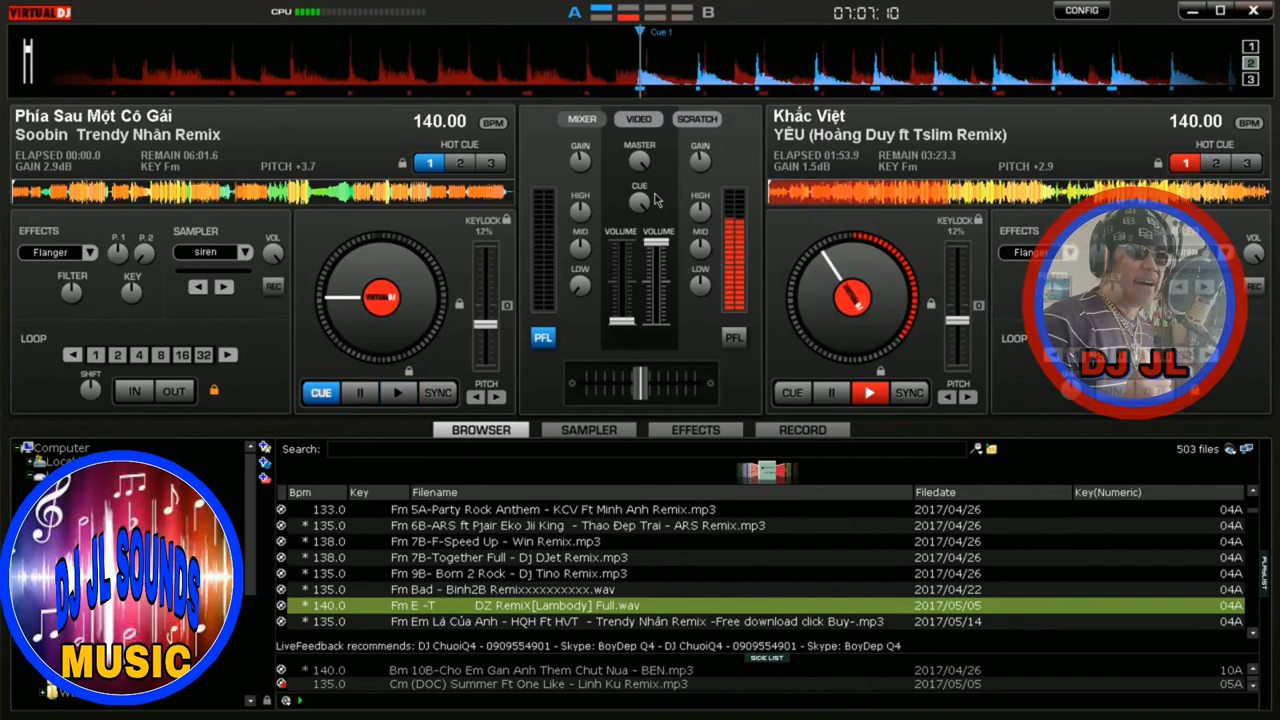 VIRTUAL DJ
CPU
A B
07:07:10
CONFIG
Cue 1
1
2
3
Phía Sau Một Cô Gái
Soobin Trendy Nhân Remix
140.00 BPM
ELAPSED 00:00.0 REMAIN 06:01.6
GAIN 2.9dB KEY Fm PITCH +3.7
HOT CUE
1 2 3
MIXER VIDEO SCRATCH
GAIN MASTER GAIN
CUE
HIGH HIGH
MID VOLUME VOLUME MID
LOW LOW
PFL PFL
Khắc Việt
YÊU (Hoàng Duy ft Tslim Remix)
140.00 BPM
ELAPSED 01:53.9 REMAIN 03:23.3
GAIN 1.5dB KEY Fm PITCH +2.9
HOT CUE
1 2 3
EFFECTS P. 1 P. 2 SAMPLER VOL
Flanger siren
FILTER KEY REC
LOOP
1 2 4 8 16 32
SHIFT IN OUT
KEYLOCK
12%
VIRTUAL DJ
0
CUE SYNC PITCH
KEYLOCK
12%
0
CUE SYNC PITCH
EFFECTS VOL
Flanger
REC
LOOP
DJ JL
BROWSER SAMPLER EFFECTS RECORD
Computer
DJ JL SOUNDS
MUSIC
Search: 503 files
Bpm Key Filename Filedate Key(Numeric)
133.0 Fm 5A-Party Rock Anthem - KCV Ft Minh Anh Remix.mp3 2017/04/26 04A
* 135.0 Fm 6B-ARS ft PJair Eko Jii King - Thao Đẹp Trai - ARS Remix.mp3 2017/04/26 04A
* 138.0 Fm 7B-F-Speed Up - Win Remix.mp3 2017/04/26 04A
* 138.0 Fm 7B-Together Full - Dj DJet Remix.mp3 2017/04/26 04A
* 135.0 Fm 9B- Born 2 Rock - Dj Tino Remix.mp3 2017/04/26 04A
* 135.0 Fm Bad - Binh2B Remixxxxxxxxxx.wav 2017/04/22 04A
* 140.0 Fm E -T DZ RemiX[Lambody] Full.wav 2017/05/05 04A
* 135.0 Fm Em Là Của Anh - HQH Ft HVT - Trendy Nhân Remix -Free download click Buy-.mp3 2017/05/14 04A
LiveFeedback recommends: DJ ChuoiQ4 - 0909554901 - Skype: BoyDep Q4 - DJ ChuoiQ4 - 0909554901 - Skype: BoyDep Q4
SIDE LIST
* 140.0 Bm 10B-Cho Em Gan Anh Them Chut Nua - BEN.mp3 2017/04/26 10A
135.0 Cm (DOC) Summer Ft One Like - Linh Ku Remix.mp3 2017/05/05 05A
PLAYLIST